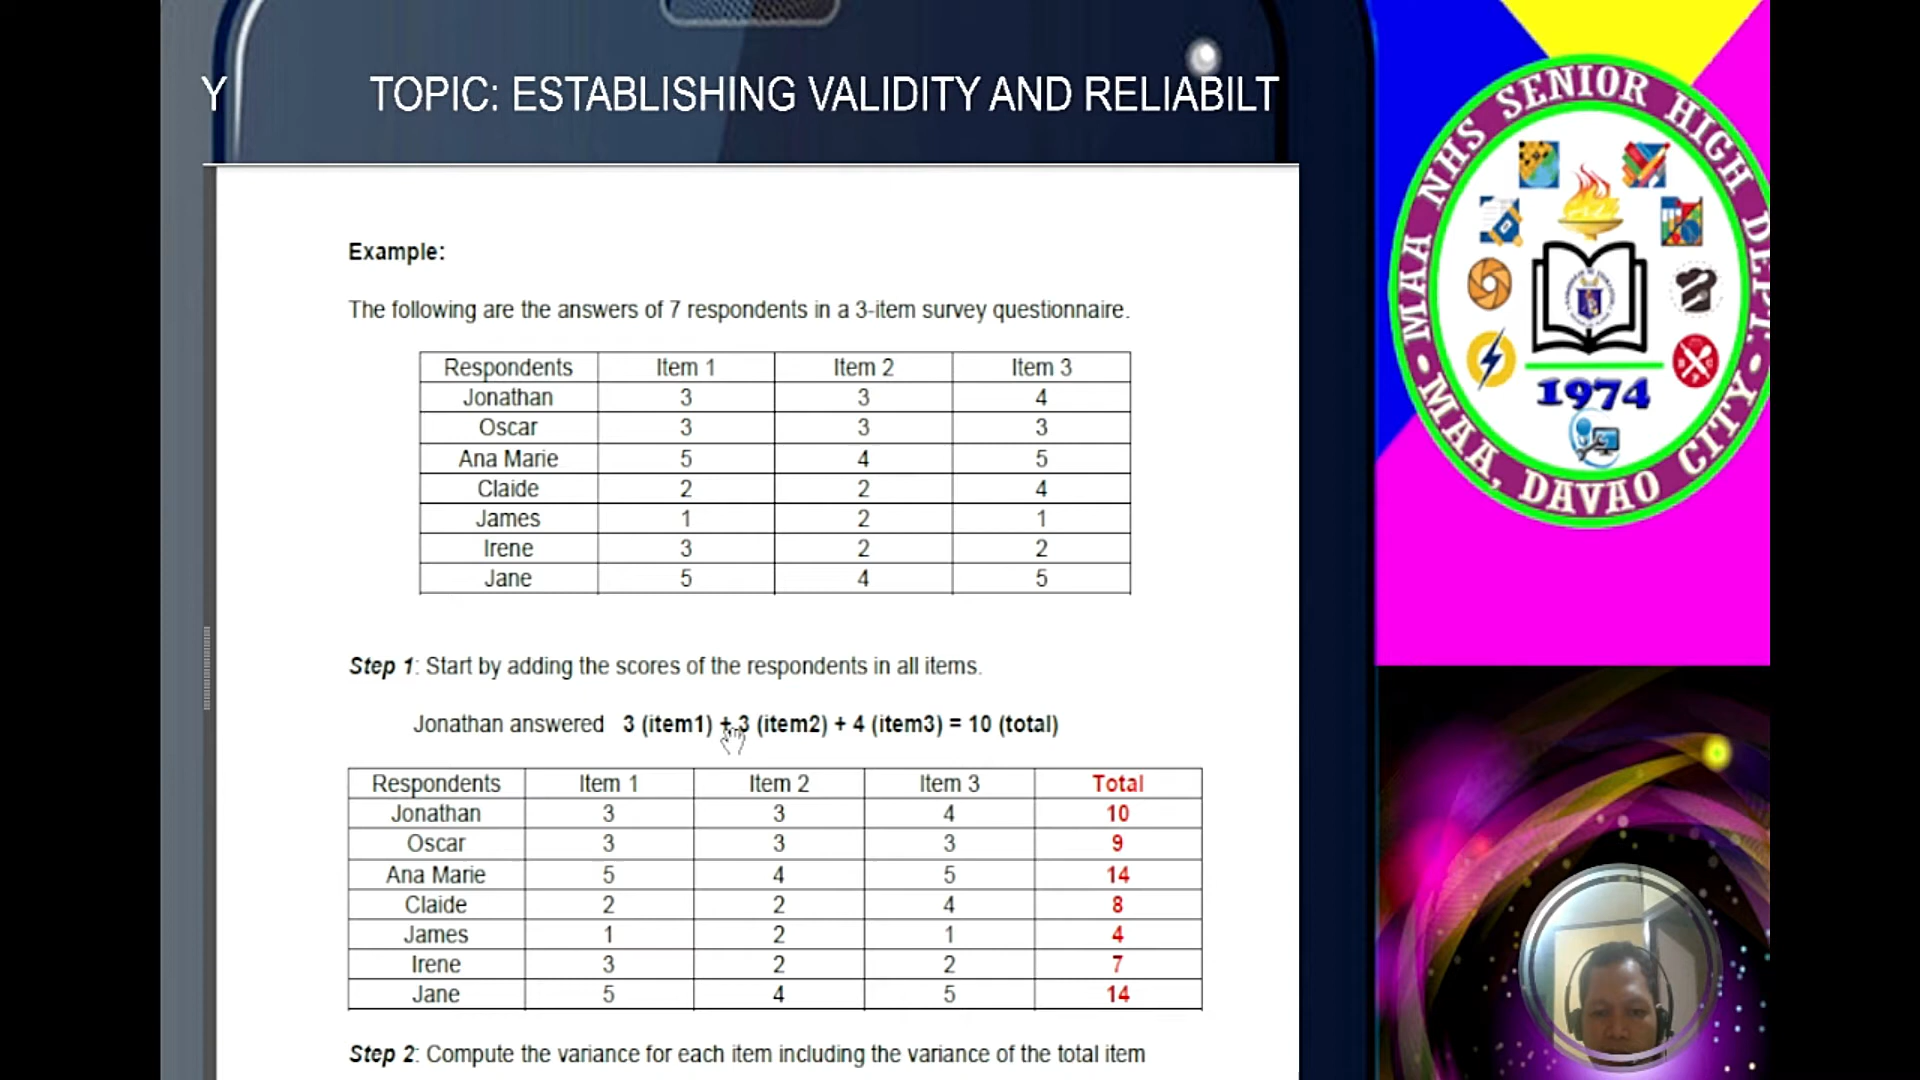 Y TOPIC: ESTABLISHING VALIDITY AND RELIABILT
Example:
The following are the answers of 7 respondents in a 3-item survey questionnaire.
Respondents Item 1 Item 2 Item 3
Jonathan 3 3 4
Oscar 3 3 3
Ana Marie 5 4 5
Claide 2 2 4
James 1 2 1
Irene 3 2 2
Jane 5 4 5
Step 1: Start by adding the scores of the respondents in all items.
Jonathan answered 3 (item1) + 3 (item2) + 4 (item3) = 10 (total)
Respondents Item 1 Item 2 Item 3 Total
Jonathan 3 3 4 10
Oscar 3 3 3 9
Ana Marie 5 4 5 14
Claide 2 2 4 8
James 1 2 1 4
Irene 3 2 2 7
Jane 5 4 5 14
Step 2: Compute the variance for each item including the variance of the total item
MAA NHS SENIOR HIGH DEPT.
1974
MAA, DAVAO CITY